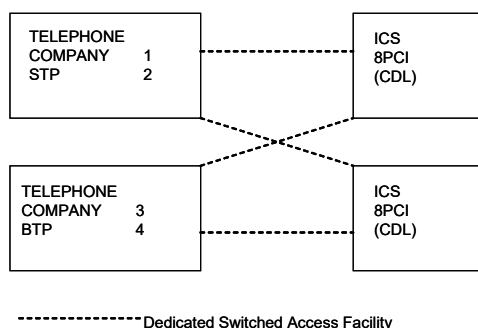 TELEPHONE
COMPANY 1
STP 2
ICS
8PCI
(CDL)
TELEPHONE
COMPANY 3
BTP 4
ICS
8PCI
(CDL)
Dedicated Switched Access Facility